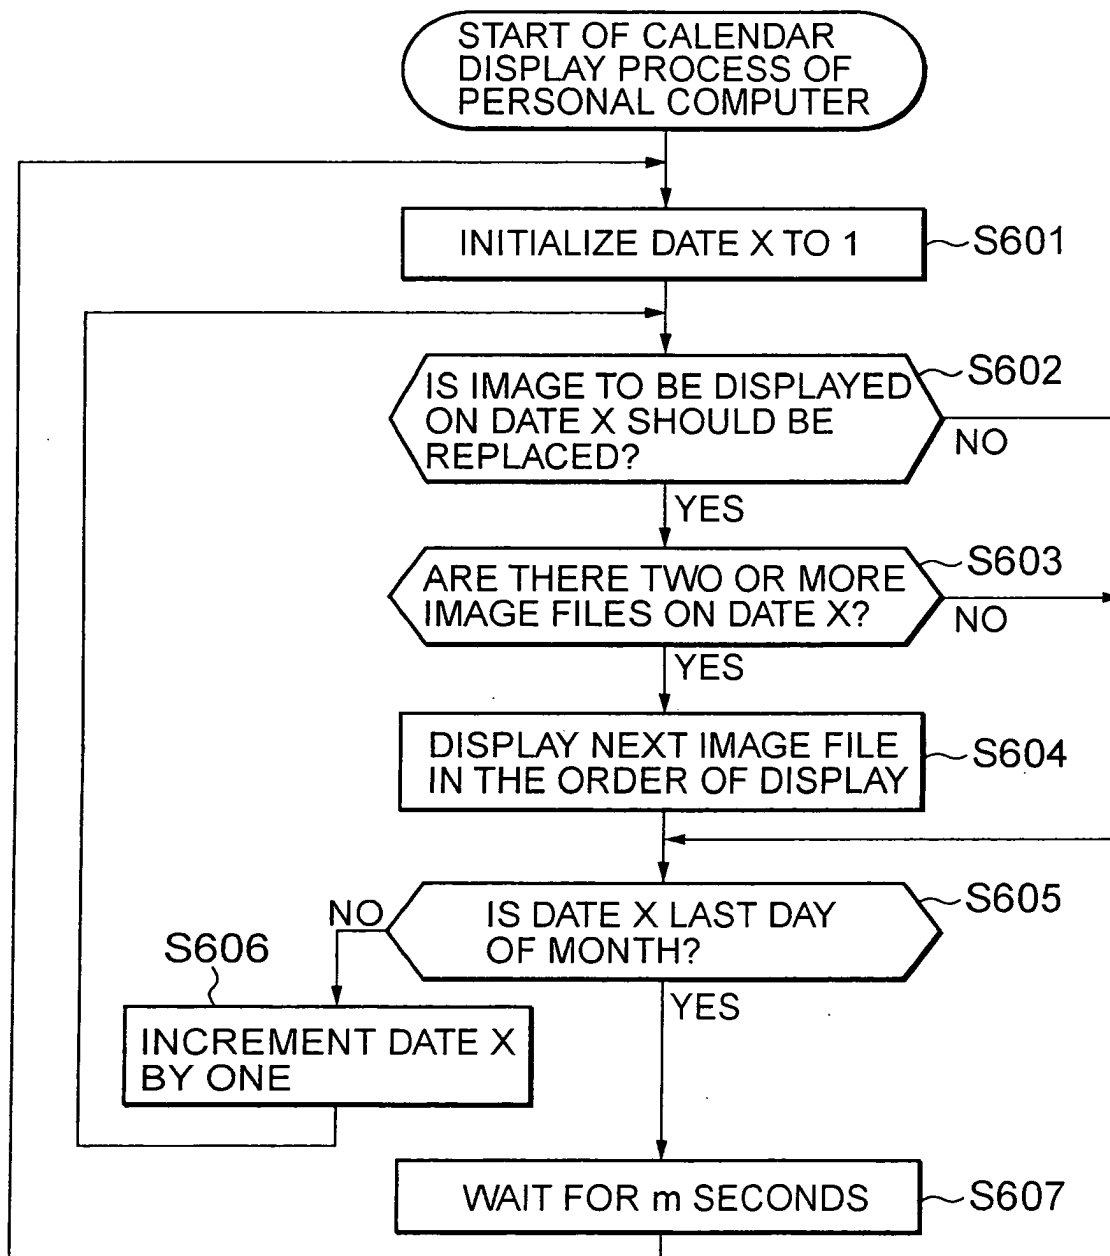 START OF CALENDAR
DISPLAY PROCESS OF
PERSONAL COMPUTER
INITIALIZE DATE X TO 1
S601
IS IMAGE TO BE DISPLAYED
ON DATE X SHOULD BE
REPLACED?
S602
NO
YES
ARE THERE TWO OR MORE
IMAGE FILES ON DATE X?
S603
NO
YES
DISPLAY NEXT IMAGE FILE
IN THE ORDER OF DISPLAY
S604
IS DATE X LAST DAY
OF MONTH?
S605
NO
YES
S606
INCREMENT DATE X
BY ONE
WAIT FOR m SECONDS
S607